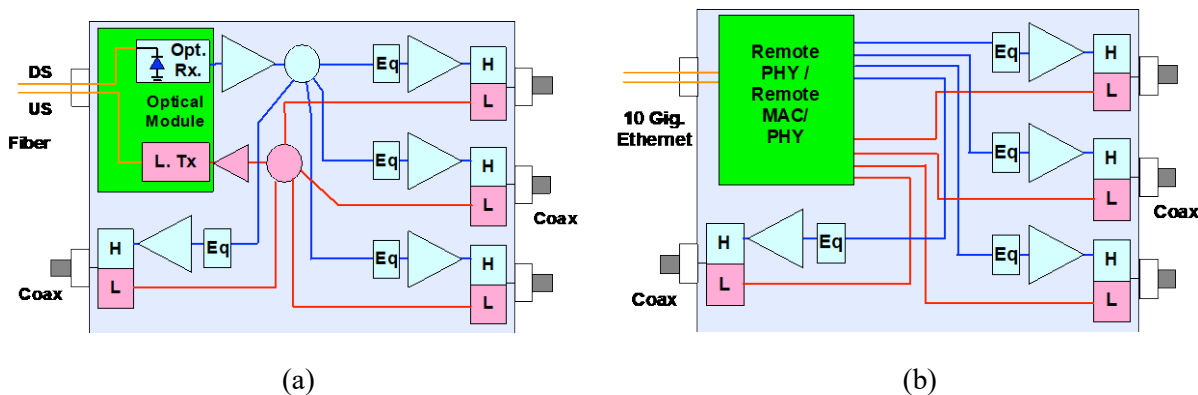 DS
US
Fiber
Opt.
Rx.
Optical
Module
L. Tx
Eq
H
L
Eq
H
L
Coax
H
Eq
L
Coax
Eq
H
L
(a)
10 Gig.
Ethernet
Remote
PHY /
Remote
MAC/
PHY
Eq
H
L
Eq
H
L
Coax
H
Eq
L
Coax
Eq
H
L
(b)